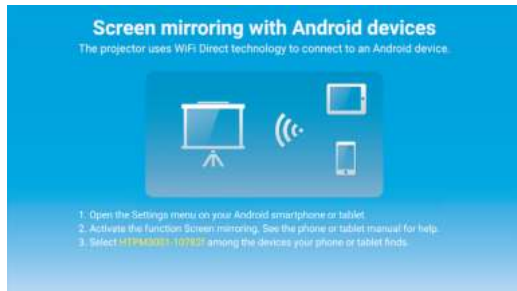 Screen mirroring with Android devices
The projector uses WiFi Direct technology to connect to an Android device.
1. Open the Settings menu on your Android smartphone or tablet.
2. Activate the function Screen mirroring. See the phone or tablet manual for help.
3. Select among the devices your phone or tablet finds.